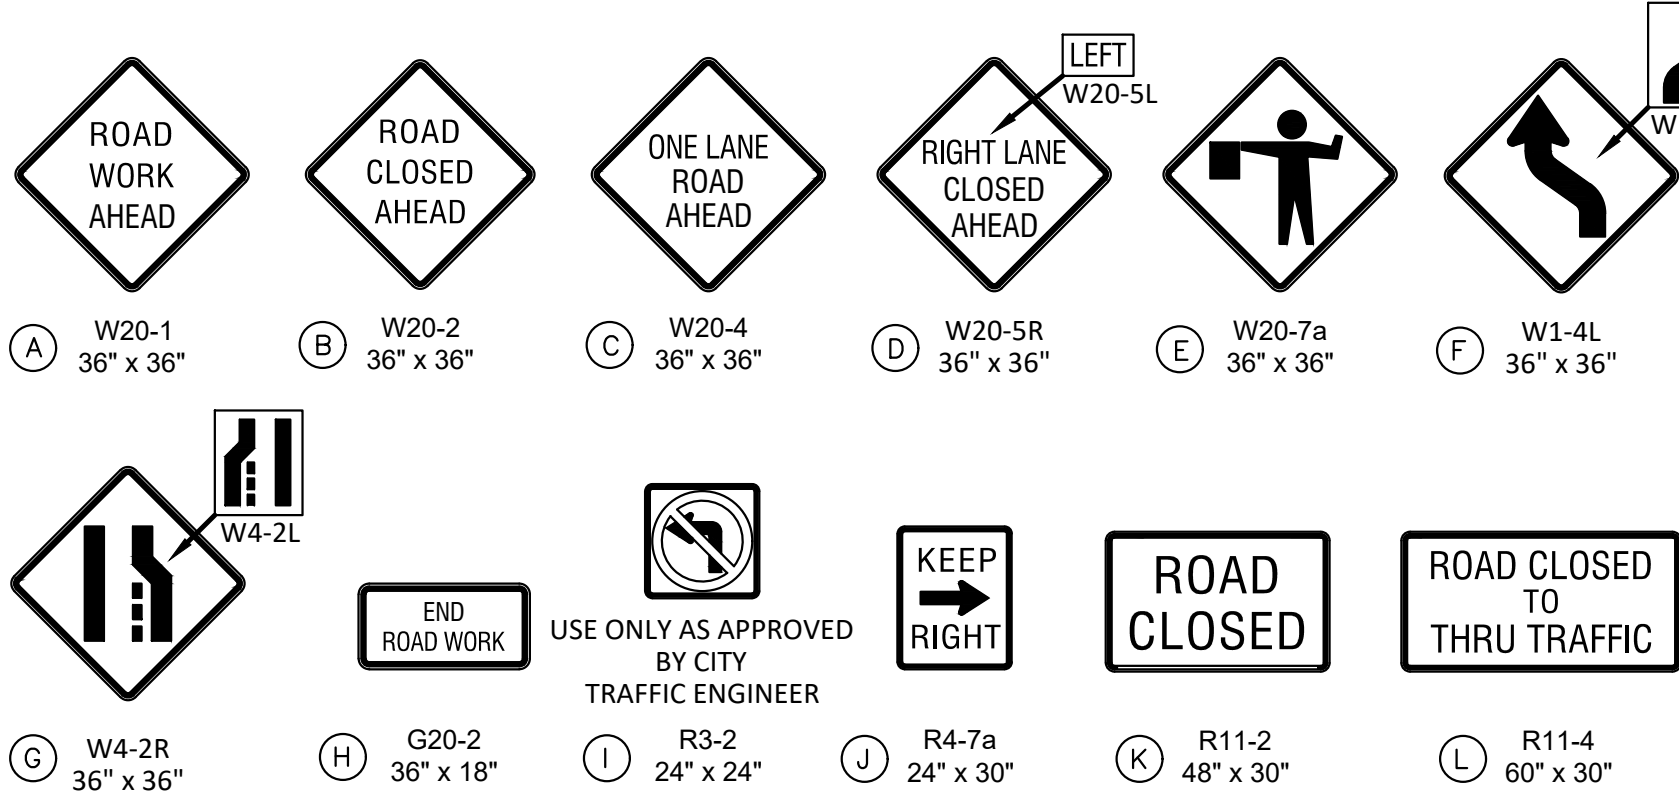 LEFT
W20-5L
W
ROAD
WORK
AHEAD
ROAD
CLOSED
AHEAD
ONE LANE
ROAD
AHEAD
RIGHT LANE
CLOSED
AHEAD
A
W20-1
36" x 36"
B
W20-2
36" x 36"
C
W20-4
36" x 36"
D
W20-5R
36" x 36"
E
W20-7a
36" x 36"
F
W1-4L
36" x 36"
W4-2L
END
ROAD WORK
USE ONLY AS APPROVED
BY CITY
TRAFFIC ENGINEER
KEEP
RIGHT
ROAD
CLOSED
ROAD CLOSED
TO
THRU TRAFFIC
G
W4-2R
36" x 36"
H
G20-2
36" x 18"
I
R3-2
24" x 24"
J
R4-7a
24" x 30"
K
R11-2
48" x 30"
L
R11-4
60" x 30"